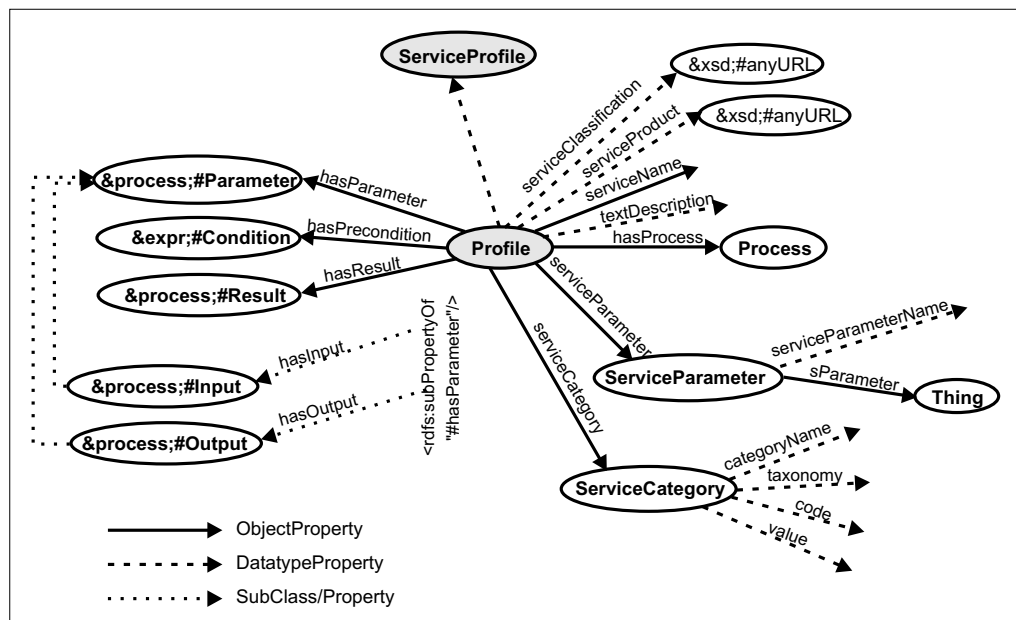 ServiceProfile
&xsd;#anyURL
&xsd;#anyURL
serviceClassification
serviceProduct
serviceName
textDescription
hasProcess
Process
&process;#Parameter
hasParameter
&expr;#Condition
hasPrecondition
Profile
&process;#Result
hasResult
serviceParameter
serviceCategory
<rdfs:subPropertyOf
"#hasParameter"/>
hasInput
&process;#Input
hasOutput
&process;#Output
ServiceParameter
serviceParameterName
sParameter
Thing
ServiceCategory
categoryName
taxonomy
code
value
ObjectProperty
DatatypeProperty
SubClass/Property